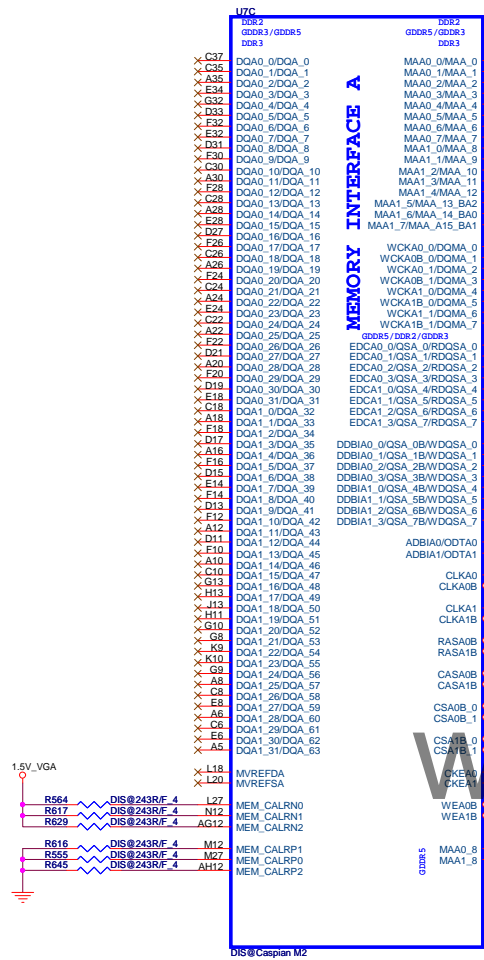 U7C
DDR2
GDDR3/GDDR5
DDR3
DDR2
GDDR5/GDDR3
DDR3
MEMORY INTERFACE A
C37 DQA0_0/DQA_0 MAA0_0/MAA_0
C35 DQA0_1/DQA_1 MAA0_1/MAA_1
A35 DQA0_2/DQA_2 MAA0_2/MAA_2
E34 DQA0_3/DQA_3 MAA0_3/MAA_3
G32 DQA0_4/DQA_4 MAA0_4/MAA_4
D33 DQA0_5/DQA_5 MAA0_5/MAA_5
F32 DQA0_6/DQA_6 MAA0_6/MAA_6
E32 DQA0_7/DQA_7 MAA0_7/MAA_7
D31 DQA0_8/DQA_8 MAA1_0/MAA_8
F30 DQA0_9/DQA_9 MAA1_1/MAA_9
C30 DQA0_10/DQA_10 MAA1_2/MAA_10
A30 DQA0_11/DQA_11 MAA1_3/MAA_11
F28 DQA0_12/DQA_12 MAA1_4/MAA_12
C28 DQA0_13/DQA_13 MAA1_5/MAA_13_BA2
A28 DQA0_14/DQA_14 MAA1_6/MAA_14_BA0
E28 DQA0_15/DQA_15 MAA1_7/MAA_A15_BA1
D27 DQA0_16/DQA_16
F26 DQA0_17/DQA_17 WCKA0_0/DQMA_0
C26 DQA0_18/DQA_18 WCKA0B_0/DQMA_1
A26 DQA0_19/DQA_19 WCKA0_1/DQMA_2
F24 DQA0_20/DQA_20 WCKA0B_1/DQMA_3
C24 DQA0_21/DQA_21 WCKA1_0/DQMA_4
A24 DQA0_22/DQA_22 WCKA1B_0/DQMA_5
E24 DQA0_23/DQA_23 WCKA1_1/DQMA_6
C22 DQA0_24/DQA_24 WCKA1B_1/DQMA_7
A22 DQA0_25/DQA_25 GDDR5/DDR2/GDDR3
F22 DQA0_26/DQA_26 EDCA0_0/QSA_0/RDQSA_0
D21 DQA0_27/DQA_27 EDCA0_1/QSA_1/RDQSA_1
A20 DQA0_28/DQA_28 EDCA0_2/QSA_2/RDQSA_2
F20 DQA0_29/DQA_29 EDCA0_3/QSA_3/RDQSA_3
D19 DQA0_30/DQA_30 EDCA1_0/QSA_4/RDQSA_4
E18 DQA0_31/DQA_31 EDCA1_1/QSA_5/RDQSA_5
C18 DQA1_0/DQA_32 EDCA1_2/QSA_6/RDQSA_6
A18 DQA1_1/DQA_33 EDCA1_3/QSA_7/RDQSA_7
F18 DQA1_2/DQA_34
D17 DQA1_3/DQA_35 DDBIA0_0/QSA_0B/WDQSA_0
A16 DQA1_4/DQA_36 DDBIA0_1/QSA_1B/WDQSA_1
F16 DQA1_5/DQA_37 DDBIA0_2/QSA_2B/WDQSA_2
D15 DQA1_6/DQA_38 DDBIA0_3/QSA_3B/WDQSA_3
E14 DQA1_7/DQA_39 DDBIA1_0/QSA_4B/WDQSA_4
F14 DQA1_8/DQA_40 DDBIA1_1/QSA_5B/WDQSA_5
D13 DQA1_9/DQA_41 DDBIA1_2/QSA_6B/WDQSA_6
F12 DQA1_10/DQA_42 DDBIA1_3/QSA_7B/WDQSA_7
A12 DQA1_11/DQA_43
D11 DQA1_12/DQA_44 ADBIA0/ODTA0
F10 DQA1_13/DQA_45 ADBIA1/ODTA1
A10 DQA1_14/DQA_46
C10 DQA1_15/DQA_47 CLKA0
G13 DQA1_16/DQA_48 CLKA0B
H13 DQA1_17/DQA_49
J13 DQA1_18/DQA_50 CLKA1
H11 DQA1_19/DQA_51 CLKA1B
G10 DQA1_20/DQA_52
G8 DQA1_21/DQA_53 RASA0B
K9 DQA1_22/DQA_54 RASA1B
K10 DQA1_23/DQA_55
G9 DQA1_24/DQA_56 CASA0B
A8 DQA1_25/DQA_57 CASA1B
C8 DQA1_26/DQA_58
E8 DQA1_27/DQA_59 CSA0B_0
A6 DQA1_28/DQA_60 CSA0B_1
C6 DQA1_29/DQA_61
E6 DQA1_30/DQA_62 CSA1B_0
A5 DQA1_31/DQA_63 CSA1B_1
W
1.5V_VGA
L18 MVREFDA CKEA0
L20 MVREFSA CKEA1
R564 DIS@243R/F_4 L27 MEM_CALRN0 WEA0B
R617 DIS@243R/F_4 N12 MEM_CALRN1 WEA1B
R629 DIS@243R/F_4 AG12 MEM_CALRN2
R616 DIS@243R/F_4 M12 MEM_CALRP1 MAA0_8
R555 DIS@243R/F_4 M27 MEM_CALRP0 MAA1_8
R645 DIS@243R/F_4 AH12 MEM_CALRP2
GDDR5
DIS@Caspian M2